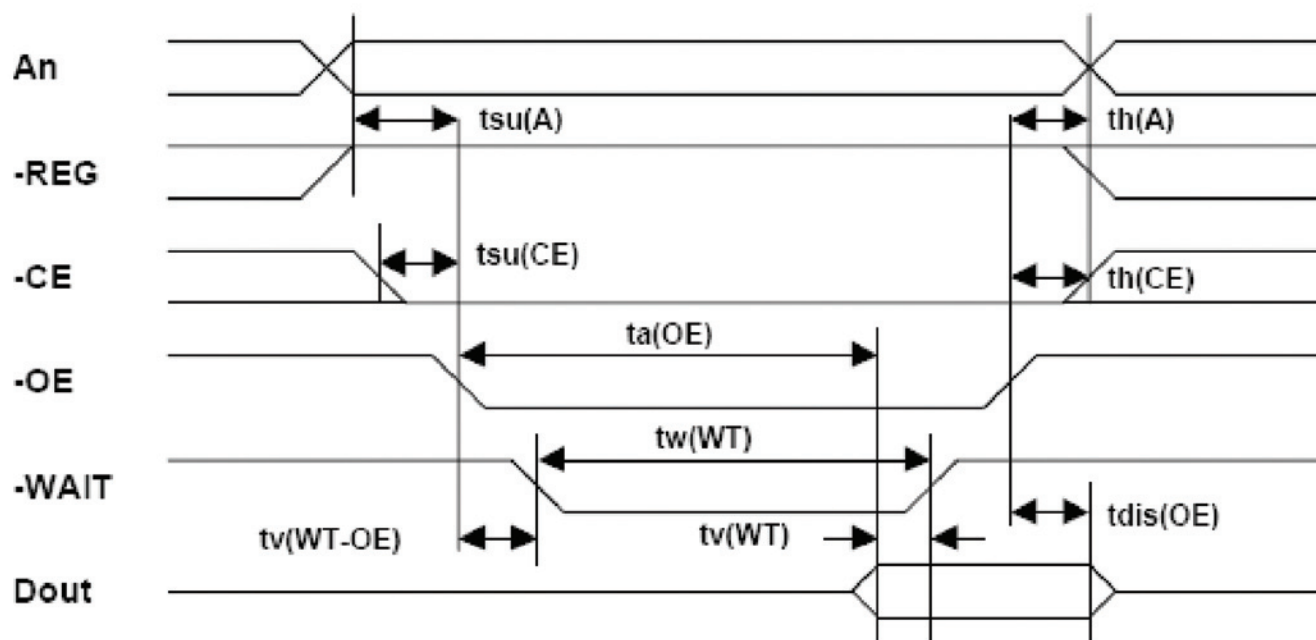 An
tsu(A)
th(A)
-REG
-CE
tsu(CE)
th(CE)
ta(OE)
-OE
tw(WT)
-WAIT
tv(WT-OE)
tv(WT)
tdis(OE)
Dout